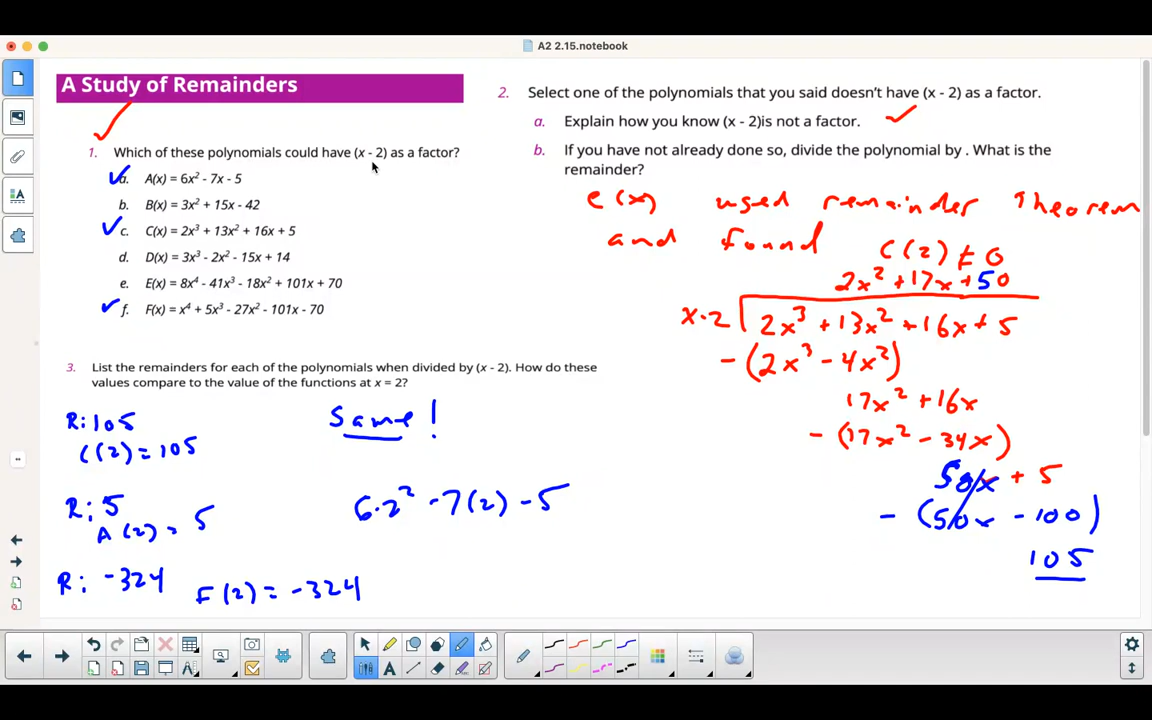 A2 2.15.notebook
A Study of Remainders
1. Which of these polynomials could have (x - 2) as a factor?
a. A(x) = 6x² - 7x - 5
b. B(x) = 3x² + 15x - 42
c. C(x) = 2x³ + 13x² + 16x + 5
d. D(x) = 3x³ - 2x² - 15x + 14
e. E(x) = 8x⁴ - 41x³ - 18x² + 101x + 70
f. F(x) = x⁴ + 5x³ - 27x² - 101x - 70
2. Select one of the polynomials that you said doesn't have (x - 2) as a factor.
a. Explain how you know (x - 2)is not a factor.
b. If you have not already done so, divide the polynomial by . What is the
remainder?
c(x) used remainder Theorem
and found C(2) ≠ 0
2x² + 17x + 50
x-2 2x³ + 13x² + 16x + 5
- (2x³ - 4x²)
17x² + 16x
- (17x² - 34x)
50x + 5
- (50x - 100)
105
3. List the remainders for each of the polynomials when divided by (x - 2). How do these
values compare to the value of the functions at x = 2?
R: 105
C(2) = 105
Same!
R: 5
A(2) = 5
6·2² - 7(2) - 5
R: -324
F(2) = -324